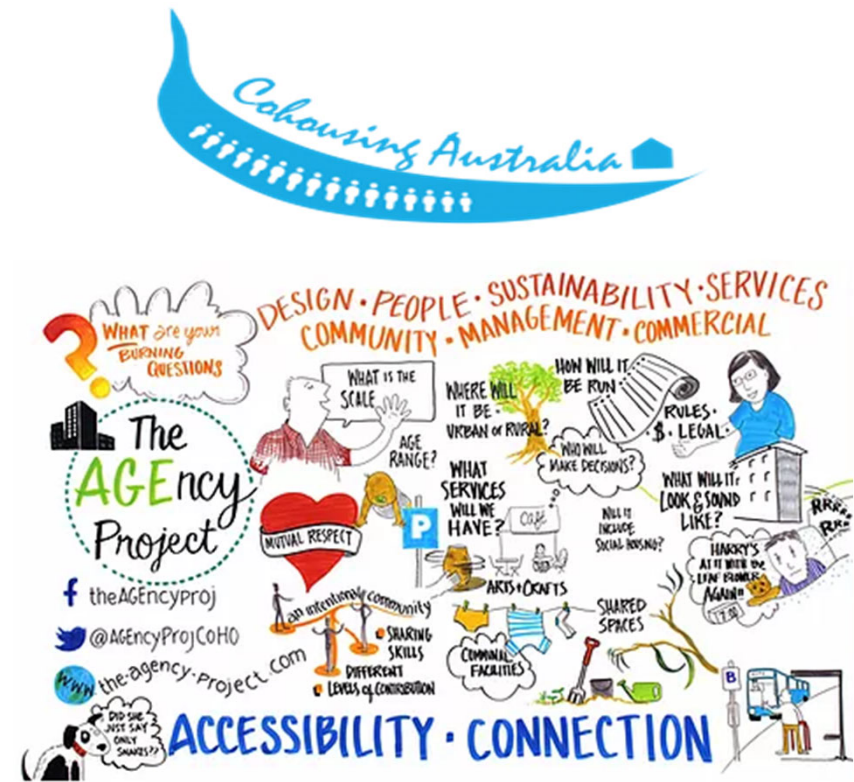 Cohousing Australia
DESIGN · PEOPLE · SUSTAINABILITY · SERVICES
COMMUNITY · MANAGEMENT · COMMERCIAL
?
WHAT are your
BURNING
QUESTIONS
The
AGEncy
Project
theAGEncyproj
@AGEncyProjCoHO
www the-agency-project.com
DID SHE
JUST SAY
ONLY
SNAKES??
WHAT IS THE
SCALE
AGE
RANGE?
MUTUAL RESPECT
P
an intentional community
SHARING
SKILLS
DIFFERENT
LEVELS of CONTRIBUTION
WHERE WILL
IT BE -
URBAN or RURAL?
HOW WILL IT
BE RUN
RULES.
$ · LEGAL.
WHO WILL
MAKE DECISIONS?
WHAT
SERVICES
WILL WE
HAVE?
Café
ARTS + CRAFTS
WILL IT
INCLUDE
SOCIAL HOUSING?
WHAT WILL IT
LOOK & SOUND
LIKE?
HARRY'S
AT IT WITH the
LEAF BLOWER
AGAIN!!
SHARED
SPACES
COMMUNAL
FACILITIES
B
ACCESSIBILITY · CONNECTION